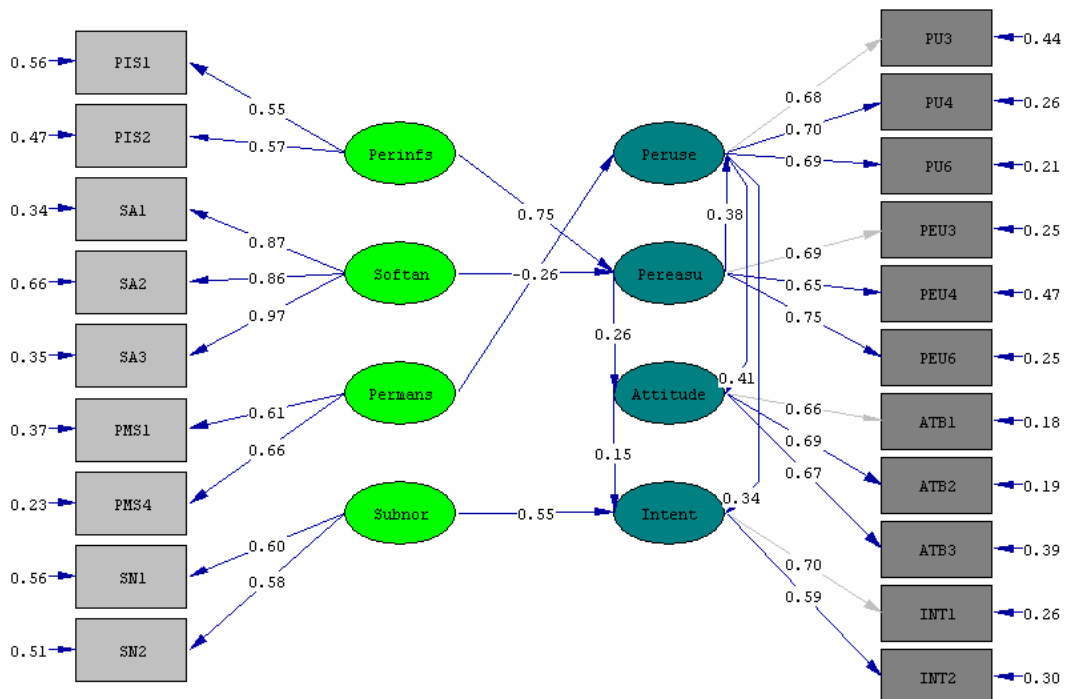 0.56 PIS1
0.47 PIS2
0.34 SA1
0.66 SA2
0.35 SA3
0.37 PMS1
0.23 PMS4
0.56 SN1
0.51 SN2
0.55
0.57
0.87
0.86
0.97
0.61
0.66
0.60
0.58
Perinfs
Softan
Permans
Subnor
0.75
-0.26
0.55
Peruse
Pereasu
Attitude
Intent
0.38
0.26
0.41
0.15
0.34
0.68
0.70
0.69
0.69
0.65
0.75
0.66
0.69
0.67
0.70
0.59
PU3 0.44
PU4 0.26
PU6 0.21
PEU3 0.25
PEU4 0.47
PEU6 0.25
ATB1 0.18
ATB2 0.19
ATB3 0.39
INT1 0.26
INT2 0.30